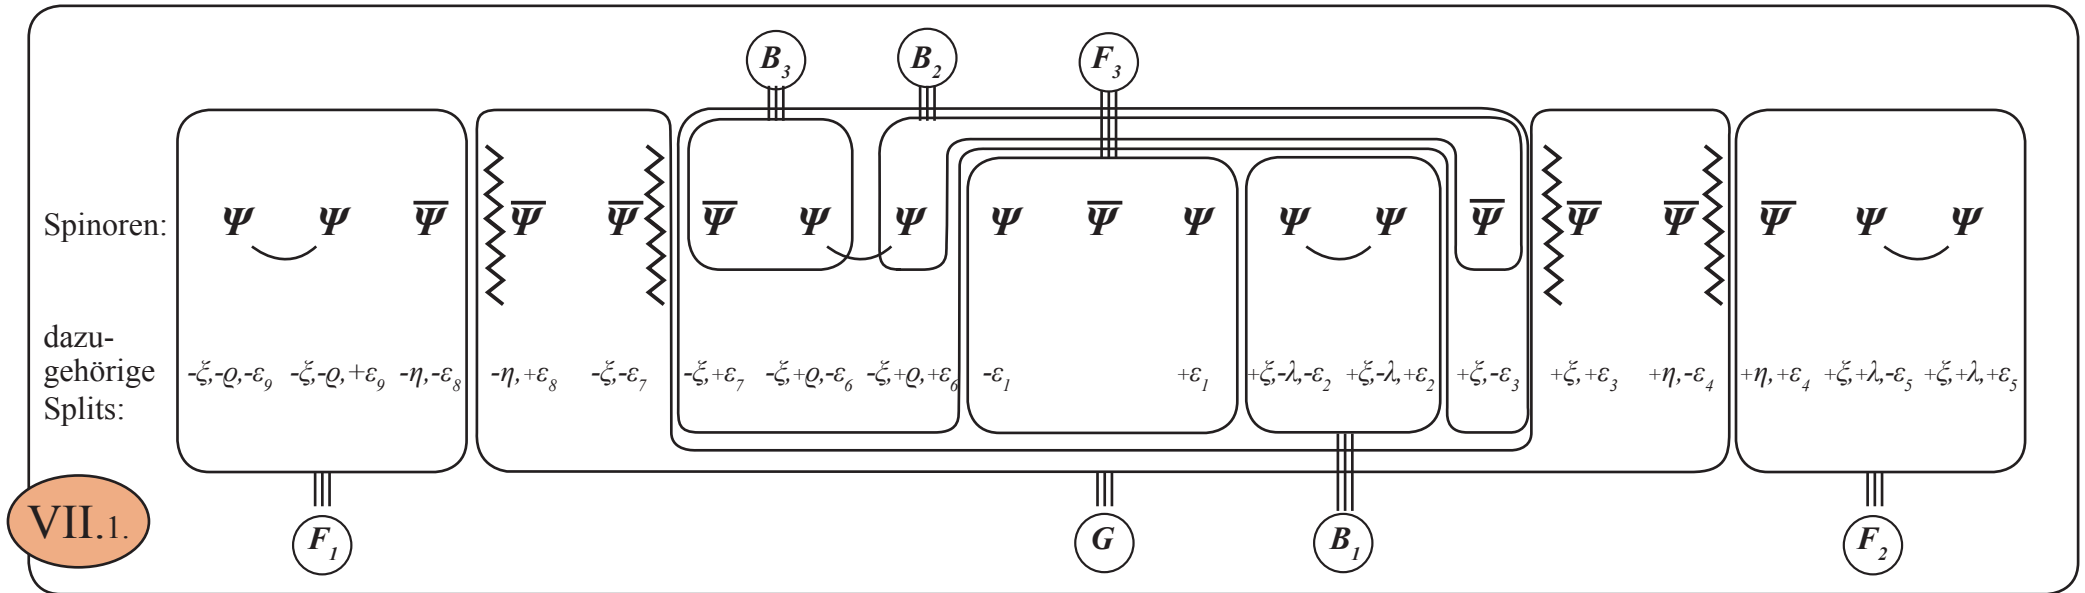 B₃ B₂ F₃
Spinoren: Ψ Ψ Ψ̅ Ψ̅ Ψ̅ Ψ̅ Ψ Ψ Ψ Ψ̅ Ψ Ψ Ψ Ψ̅ Ψ̅ Ψ̅ Ψ̅ Ψ Ψ
dazu-
gehörige -ξ,-ϱ,-ε₉ -ξ,-ϱ,+ε₉ -η,-ε₈ -η,+ε₈ -ξ,-ε₇ -ξ,+ε₇ -ξ,+ϱ,-ε₆ -ξ,+ϱ,+ε₆ -ε₁ +ε₁ +ξ,-λ,-ε₂ +ξ,-λ,+ε₂ +ξ,-ε₃ +ξ,+ε₃ +η,-ε₄ +η,+ε₄ +ξ,+λ,-ε₅ +ξ,+λ,+ε₅
Splits:
VII.1.
F₁ G B₁ F₂